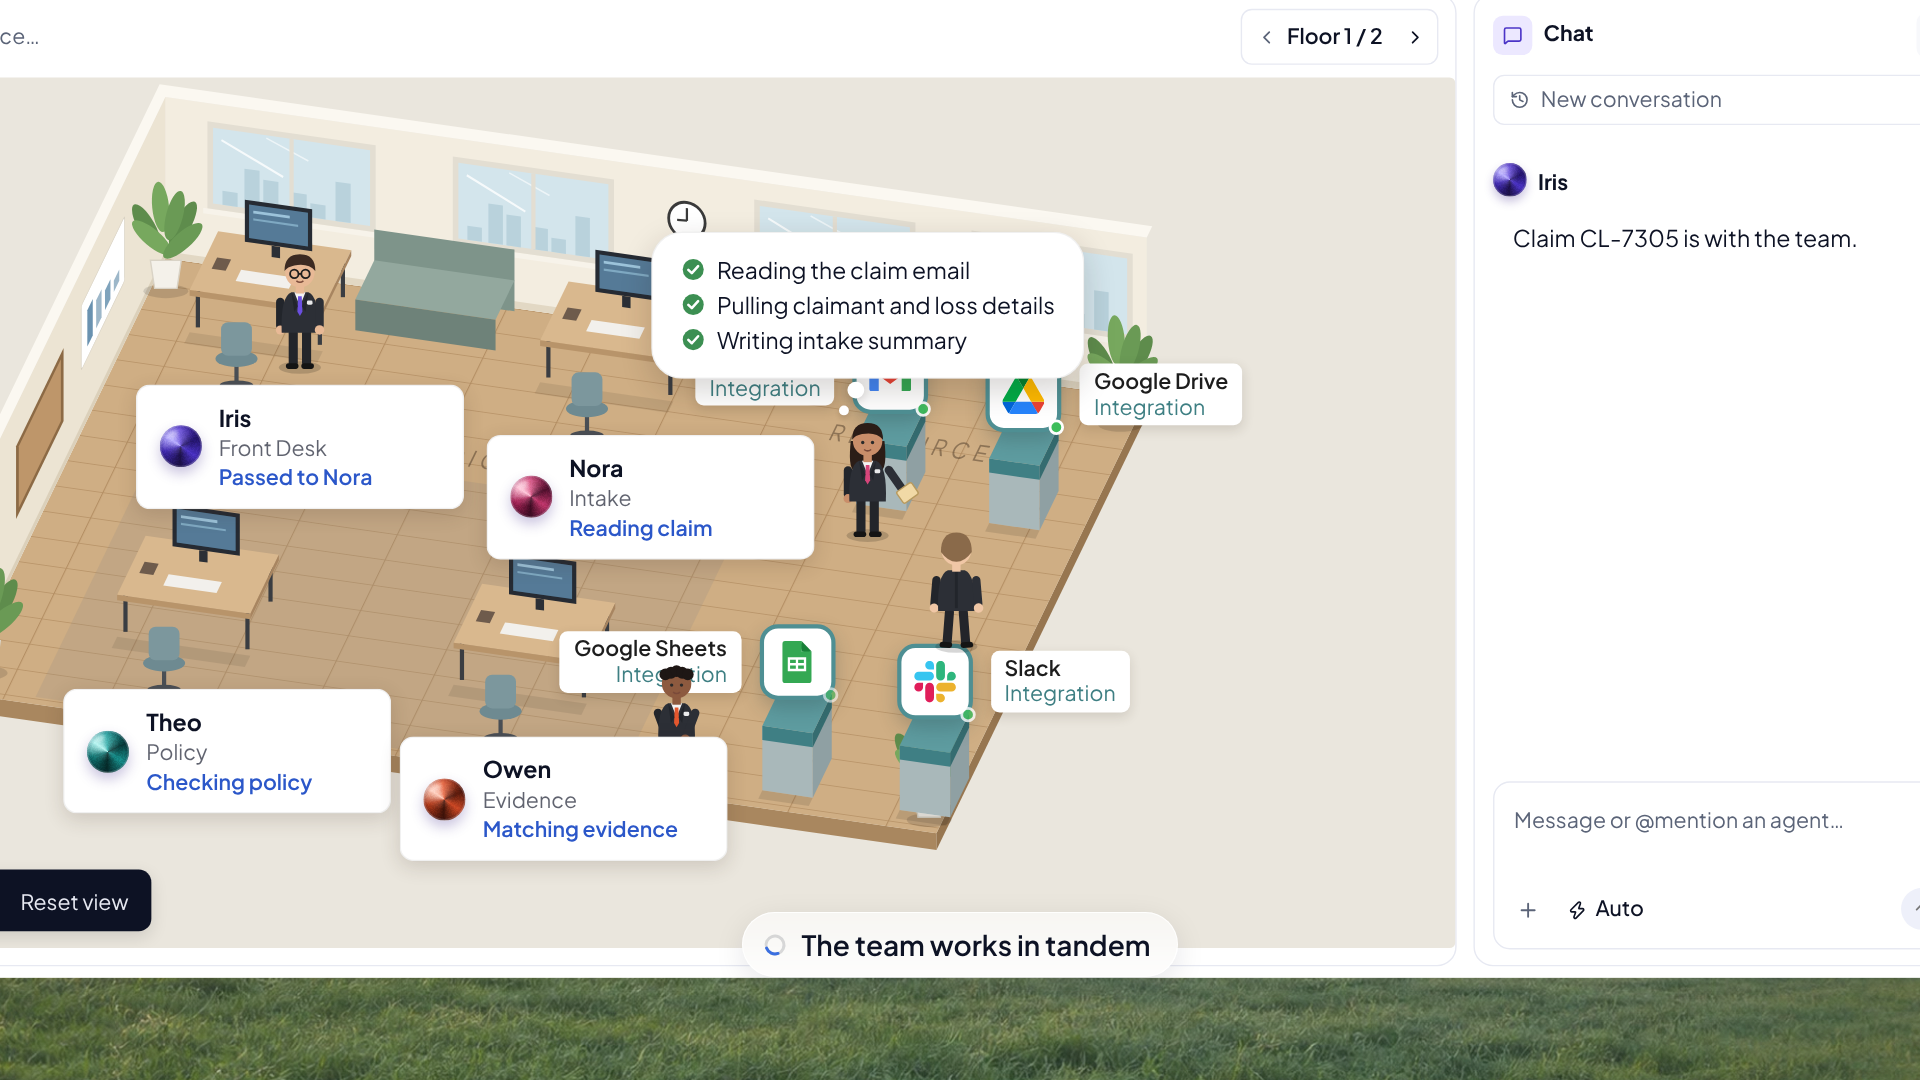 ce...
Floor 1 / 2
Chat
New conversation
Iris
Claim CL-7305 is with the team.
Reading the claim email
Pulling claimant and loss details
Writing intake summary
Integration
Google Drive
Integration
Iris
Front Desk
Passed to Nora
Nora
Intake
Reading claim
Google Sheets
Integration
Slack
Integration
Theo
Policy
Checking policy
Owen
Evidence
Matching evidence
Message or @mention an agent...
Auto
Reset view
The team works in tandem